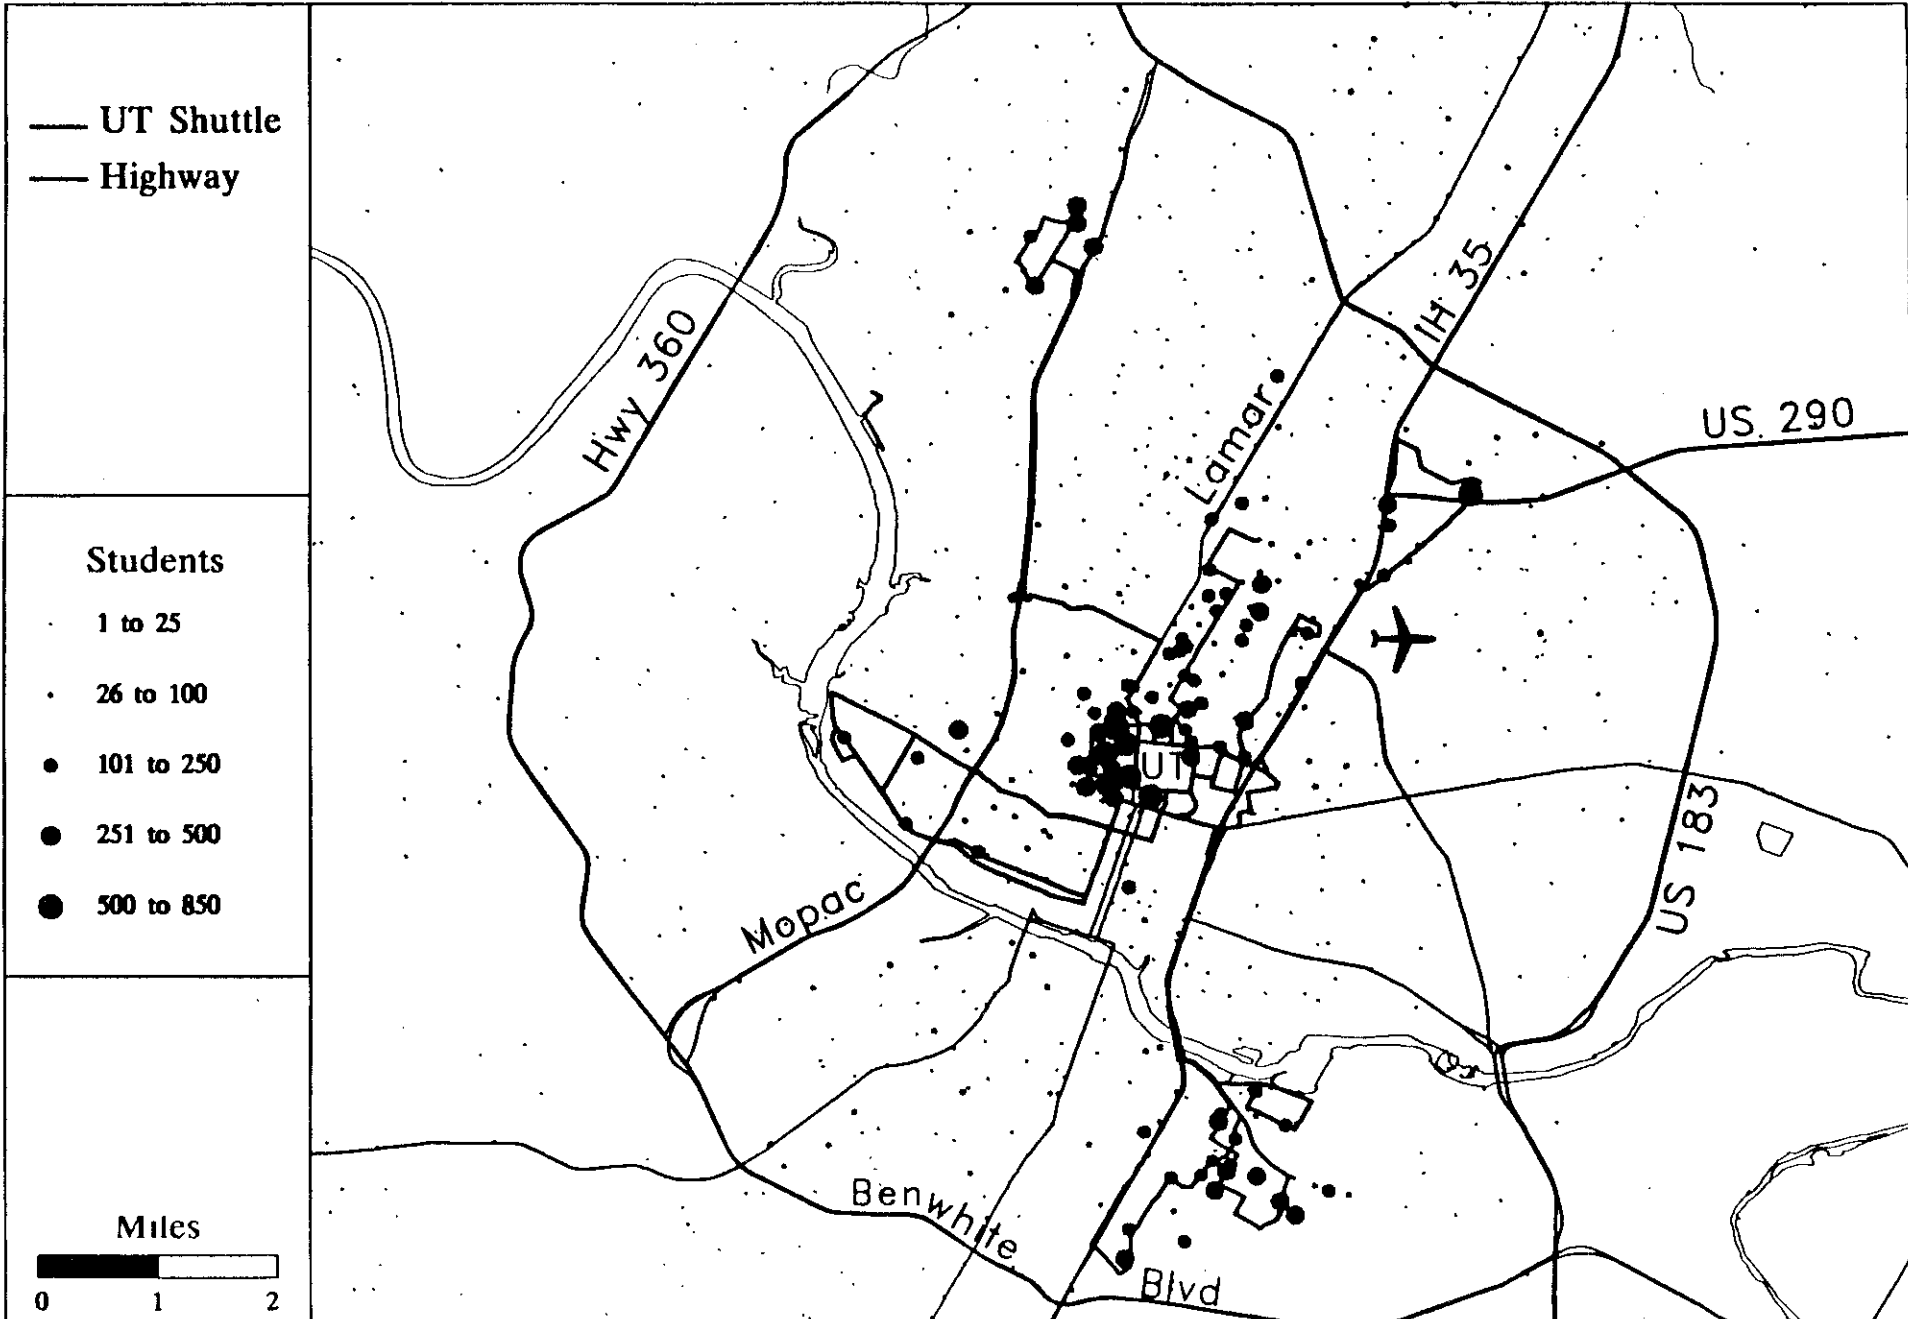 UT Shuttle
Highway
Students
1 to 25
26 to 100
101 to 250
251 to 500
500 to 850
Miles
0 1 2
Hwy 360
Mopac
Lamar
IH 35
US 290
UT
US 183
Benwhite
Blvd